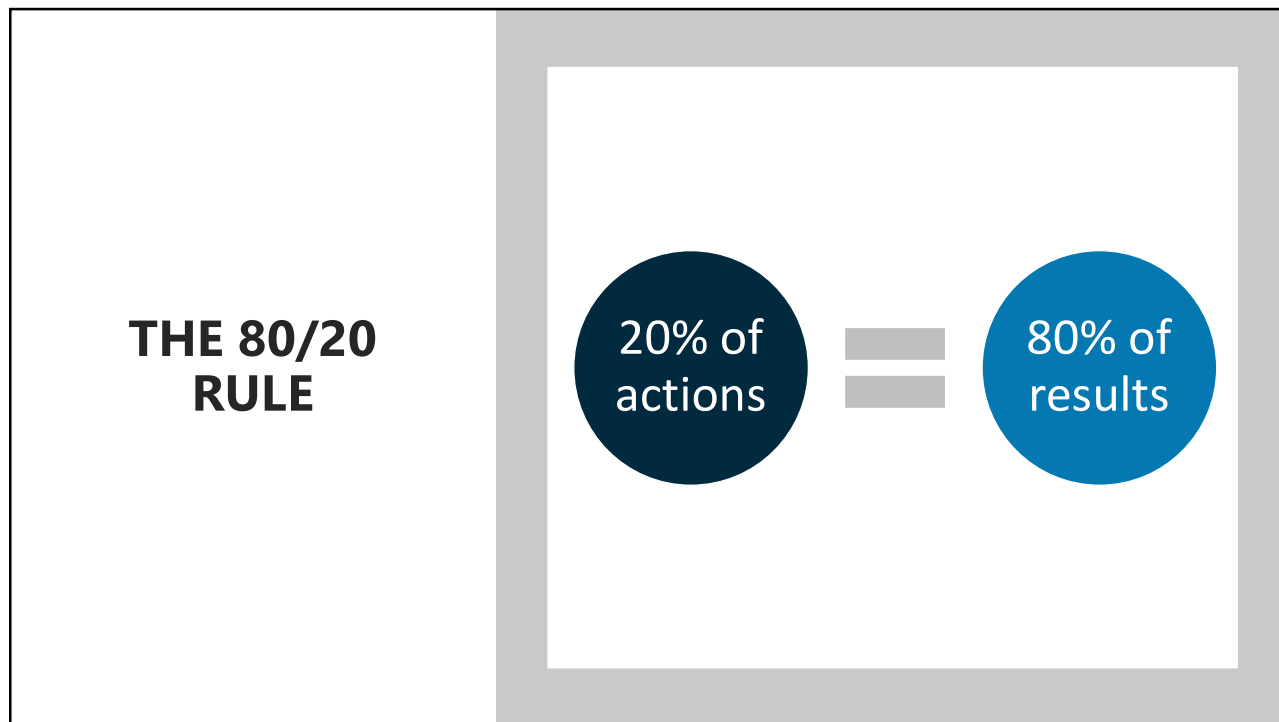 THE 80/20
RULE
20% of
actions
80% of
results